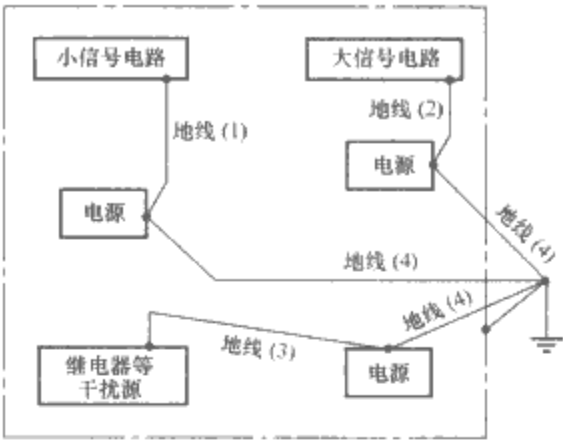 小信号电路
大信号电路
地线 (1)
地线 (2)
电源
电源
地线 (4)
地线 (4)
地线 (4)
地线 (3)
继电器等
干扰源
电源